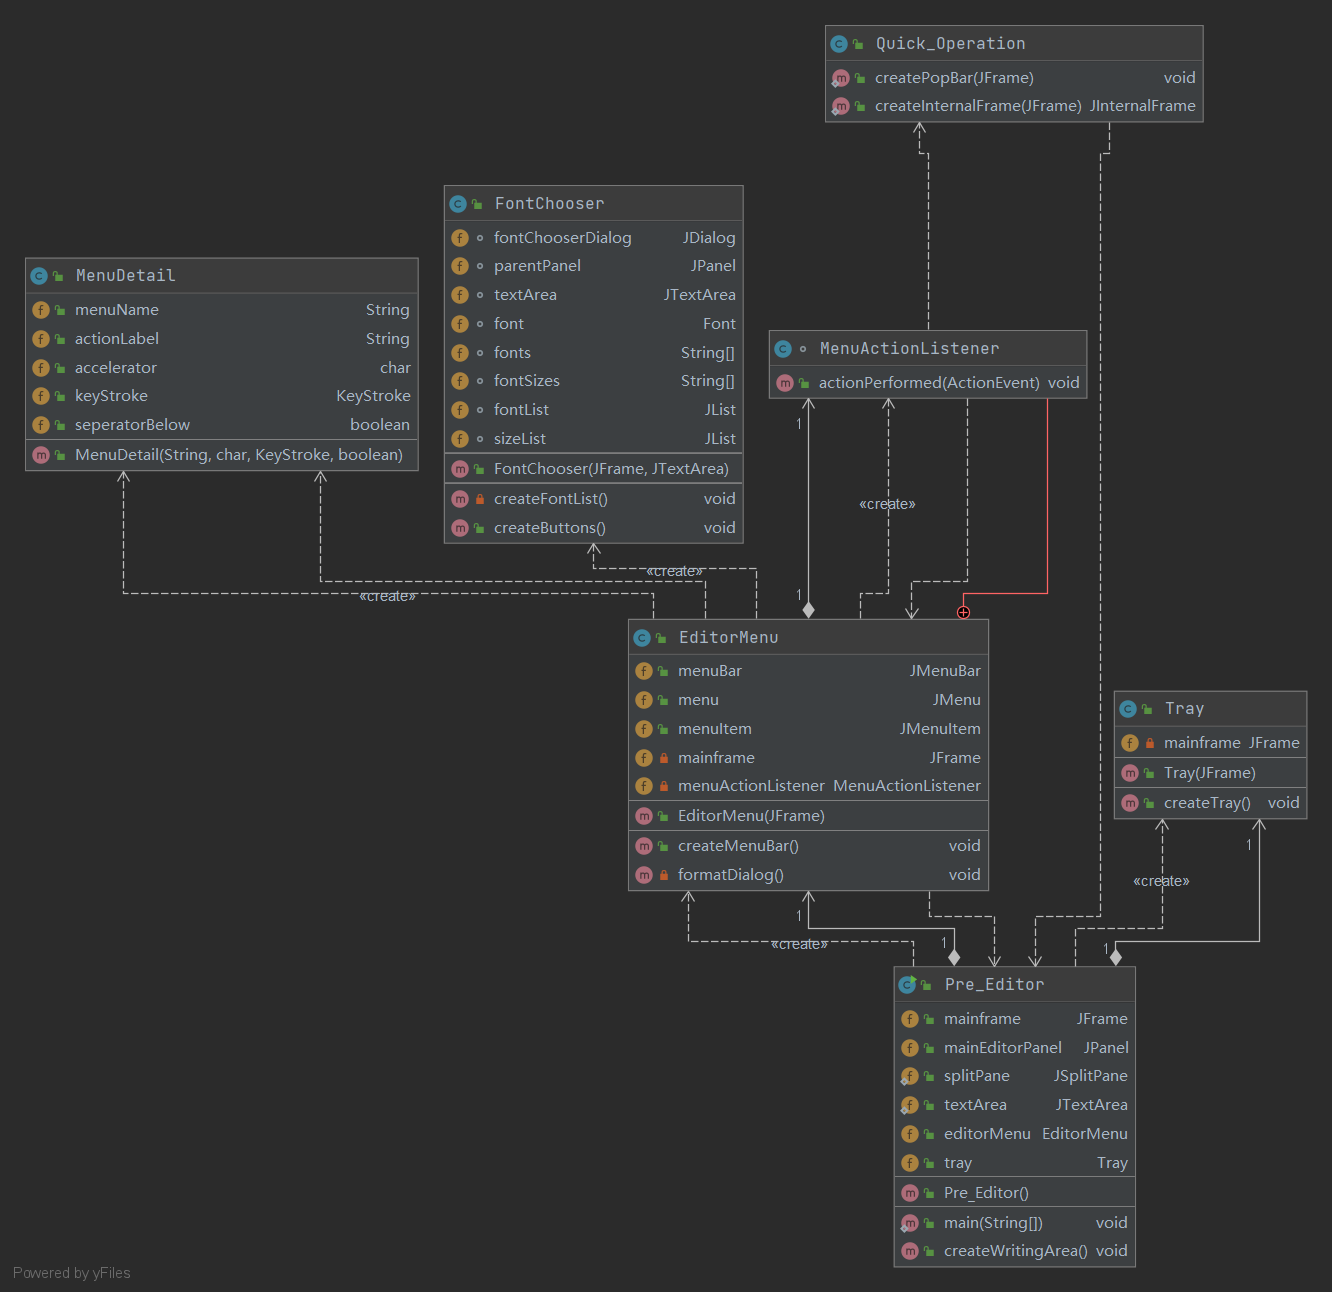 Quick_Operation
createPopBar(JFrame) void
createInternalFrame(JFrame) JInternalFrame
FontChooser
fontChooserDialog JDialog
parentPanel JPanel
textArea JTextArea
font Font
fonts String[]
fontSizes String[]
fontList JList
sizeList JList
FontChooser(JFrame, JTextArea)
createFontList() void
createButtons() void
MenuDetail
menuName String
actionLabel String
accelerator char
keyStroke KeyStroke
seperatorBelow boolean
MenuDetail(String, char, KeyStroke, boolean)
MenuActionListener
actionPerformed(ActionEvent) void
1
«create»
«create»
«create»
1
EditorMenu
menuBar JMenuBar
menu JMenu
menuItem JMenuItem
mainframe JFrame
menuActionListener MenuActionListener
EditorMenu(JFrame)
createMenuBar() void
formatDialog() void
Tray
mainframe JFrame
Tray(JFrame)
createTray() void
1
«create»
1
«create»
1
1
Pre_Editor
mainframe JFrame
mainEditorPanel JPanel
splitPane JSplitPane
textArea JTextArea
editorMenu EditorMenu
tray Tray
Pre_Editor()
main(String[]) void
createWritingArea() void
Powered by yFiles